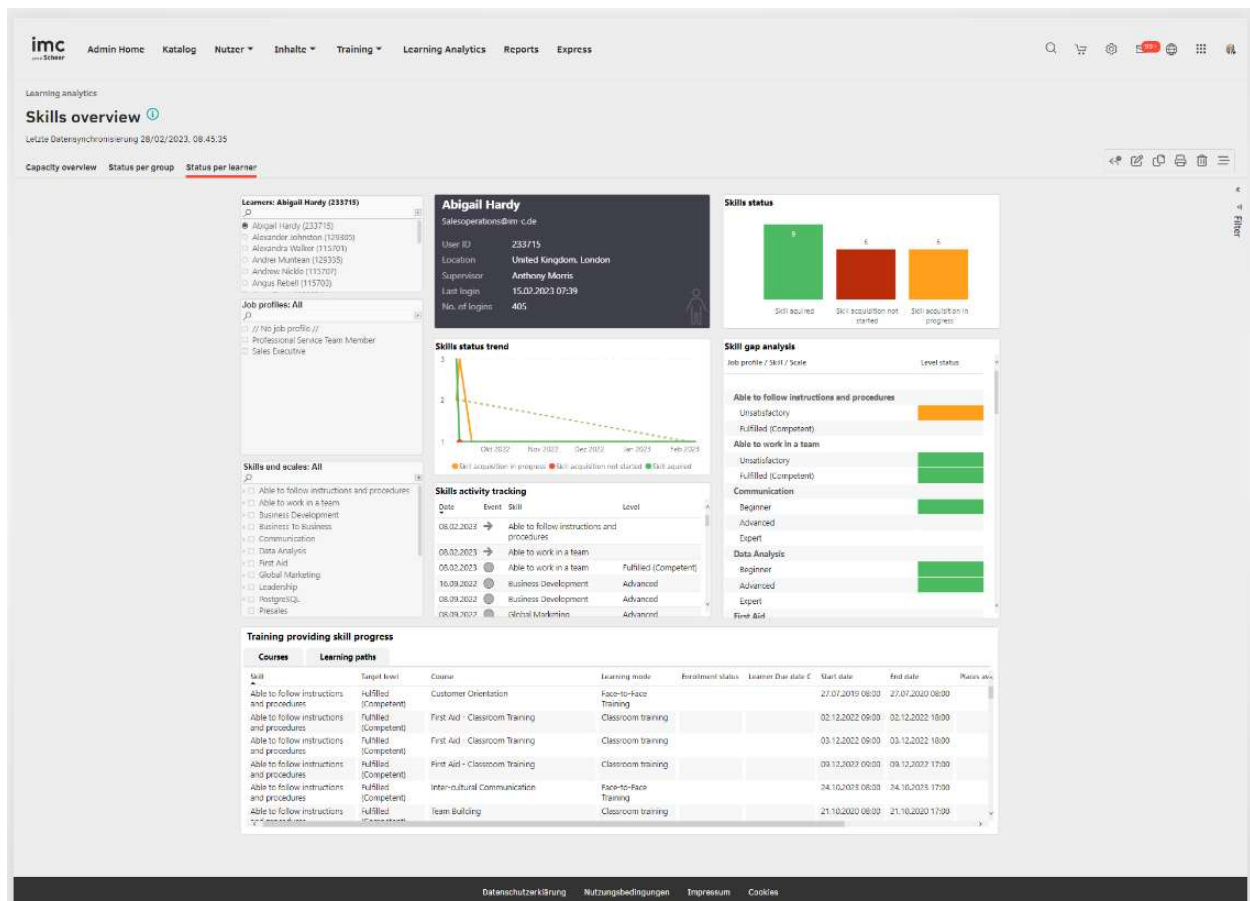 imc
Scheer
Admin Home Katalog Nutzer Inhalte Training Learning Analytics Reports Express
99+
Learning analytics
Skills overview
Letzte Datensynchronisierung 28/02/2023, 08:45:35
Capacity overview Status per group Status per learner
Filter
Learners: Abigail Hardy (233715)
Abigail Hardy (233715)
Alexander Johnston (129305)
Alexandra Walker (115701)
Andrei Muntean (129335)
Andrew Nickle (115707)
Angus Rebell (115703)
Job profiles: All
// No job profile //
Professional Service Team Member
Sales Executive
Skills and scales: All
Able to follow instructions and procedures
Able to work in a team
Business Development
Business To Business
Communication
Data Analysis
First Aid
Global Marketing
Leadership
PostgreSQL
Presales
Abigail Hardy
Salesoperations@im-c.de
User ID 233715
Location United Kingdom, London
Supervisor Anthony Morris
Last login 15.02.2023 07:39
No. of logins 405
Skills status
6 6
Skill aquired Skill acquisition not started Skill acquisition in progress
Skills status trend
3
2
1
Okt 2022 Nov 2022 Dez 2022 Jan 2023 Feb 2023
Skill acquisition in progress Skill acquisition not started Skill aquired
Skill gap analysis
Job profile / Skill / Scale Level status
Able to follow instructions and procedures
Unsatisfactory
Fulfilled (Competent)
Able to work in a team
Unsatisfactory
Fulfilled (Competent)
Communication
Beginner
Advanced
Expert
Data Analysis
Beginner
Advanced
Expert
First Aid
Skills activity tracking
Date Event Skill Level
08.02.2023 Able to follow instructions and
procedures
08.02.2023 Able to work in a team
08.02.2023 Able to work in a team Fulfilled (Competent)
16.09.2022 Business Development Advanced
08.09.2022 Business Development Advanced
08.09.2022 Global Marketing Advanced
Training providing skill progress
Courses Learning paths
Skill Target level Course Learning mode Enrollment status Learner Due date Start date End date Places
Able to follow instructions Fulfilled Customer Orientation Face-to-Face 27.07.2019 08:00 27.07.2020 08:00
and procedures (Competent) Training
Able to follow instructions Fulfilled First Aid - Classroom Training Classroom training 02.12.2022 09:00 02.12.2022 18:00
and procedures (Competent)
Able to follow instructions Fulfilled First Aid - Classroom Training Classroom training 03.12.2022 10:00 03.12.2022 18:00
and procedures (Competent)
Able to follow instructions Fulfilled First Aid - Classroom Training Classroom training 09.12.2022 09:00 09.12.2022 17:00
and procedures (Competent)
Able to follow instructions Fulfilled Inter-cultural Communication Face-to-Face 24.10.2023 08:00 24.10.2023 17:00
and procedures (Competent) Training
Able to follow instructions Fulfilled Team Building Classroom training 21.10.2020 08:00 21.10.2020 17:00
Datenschutzerklärung Nutzungsbedingungen Impressum Cookies